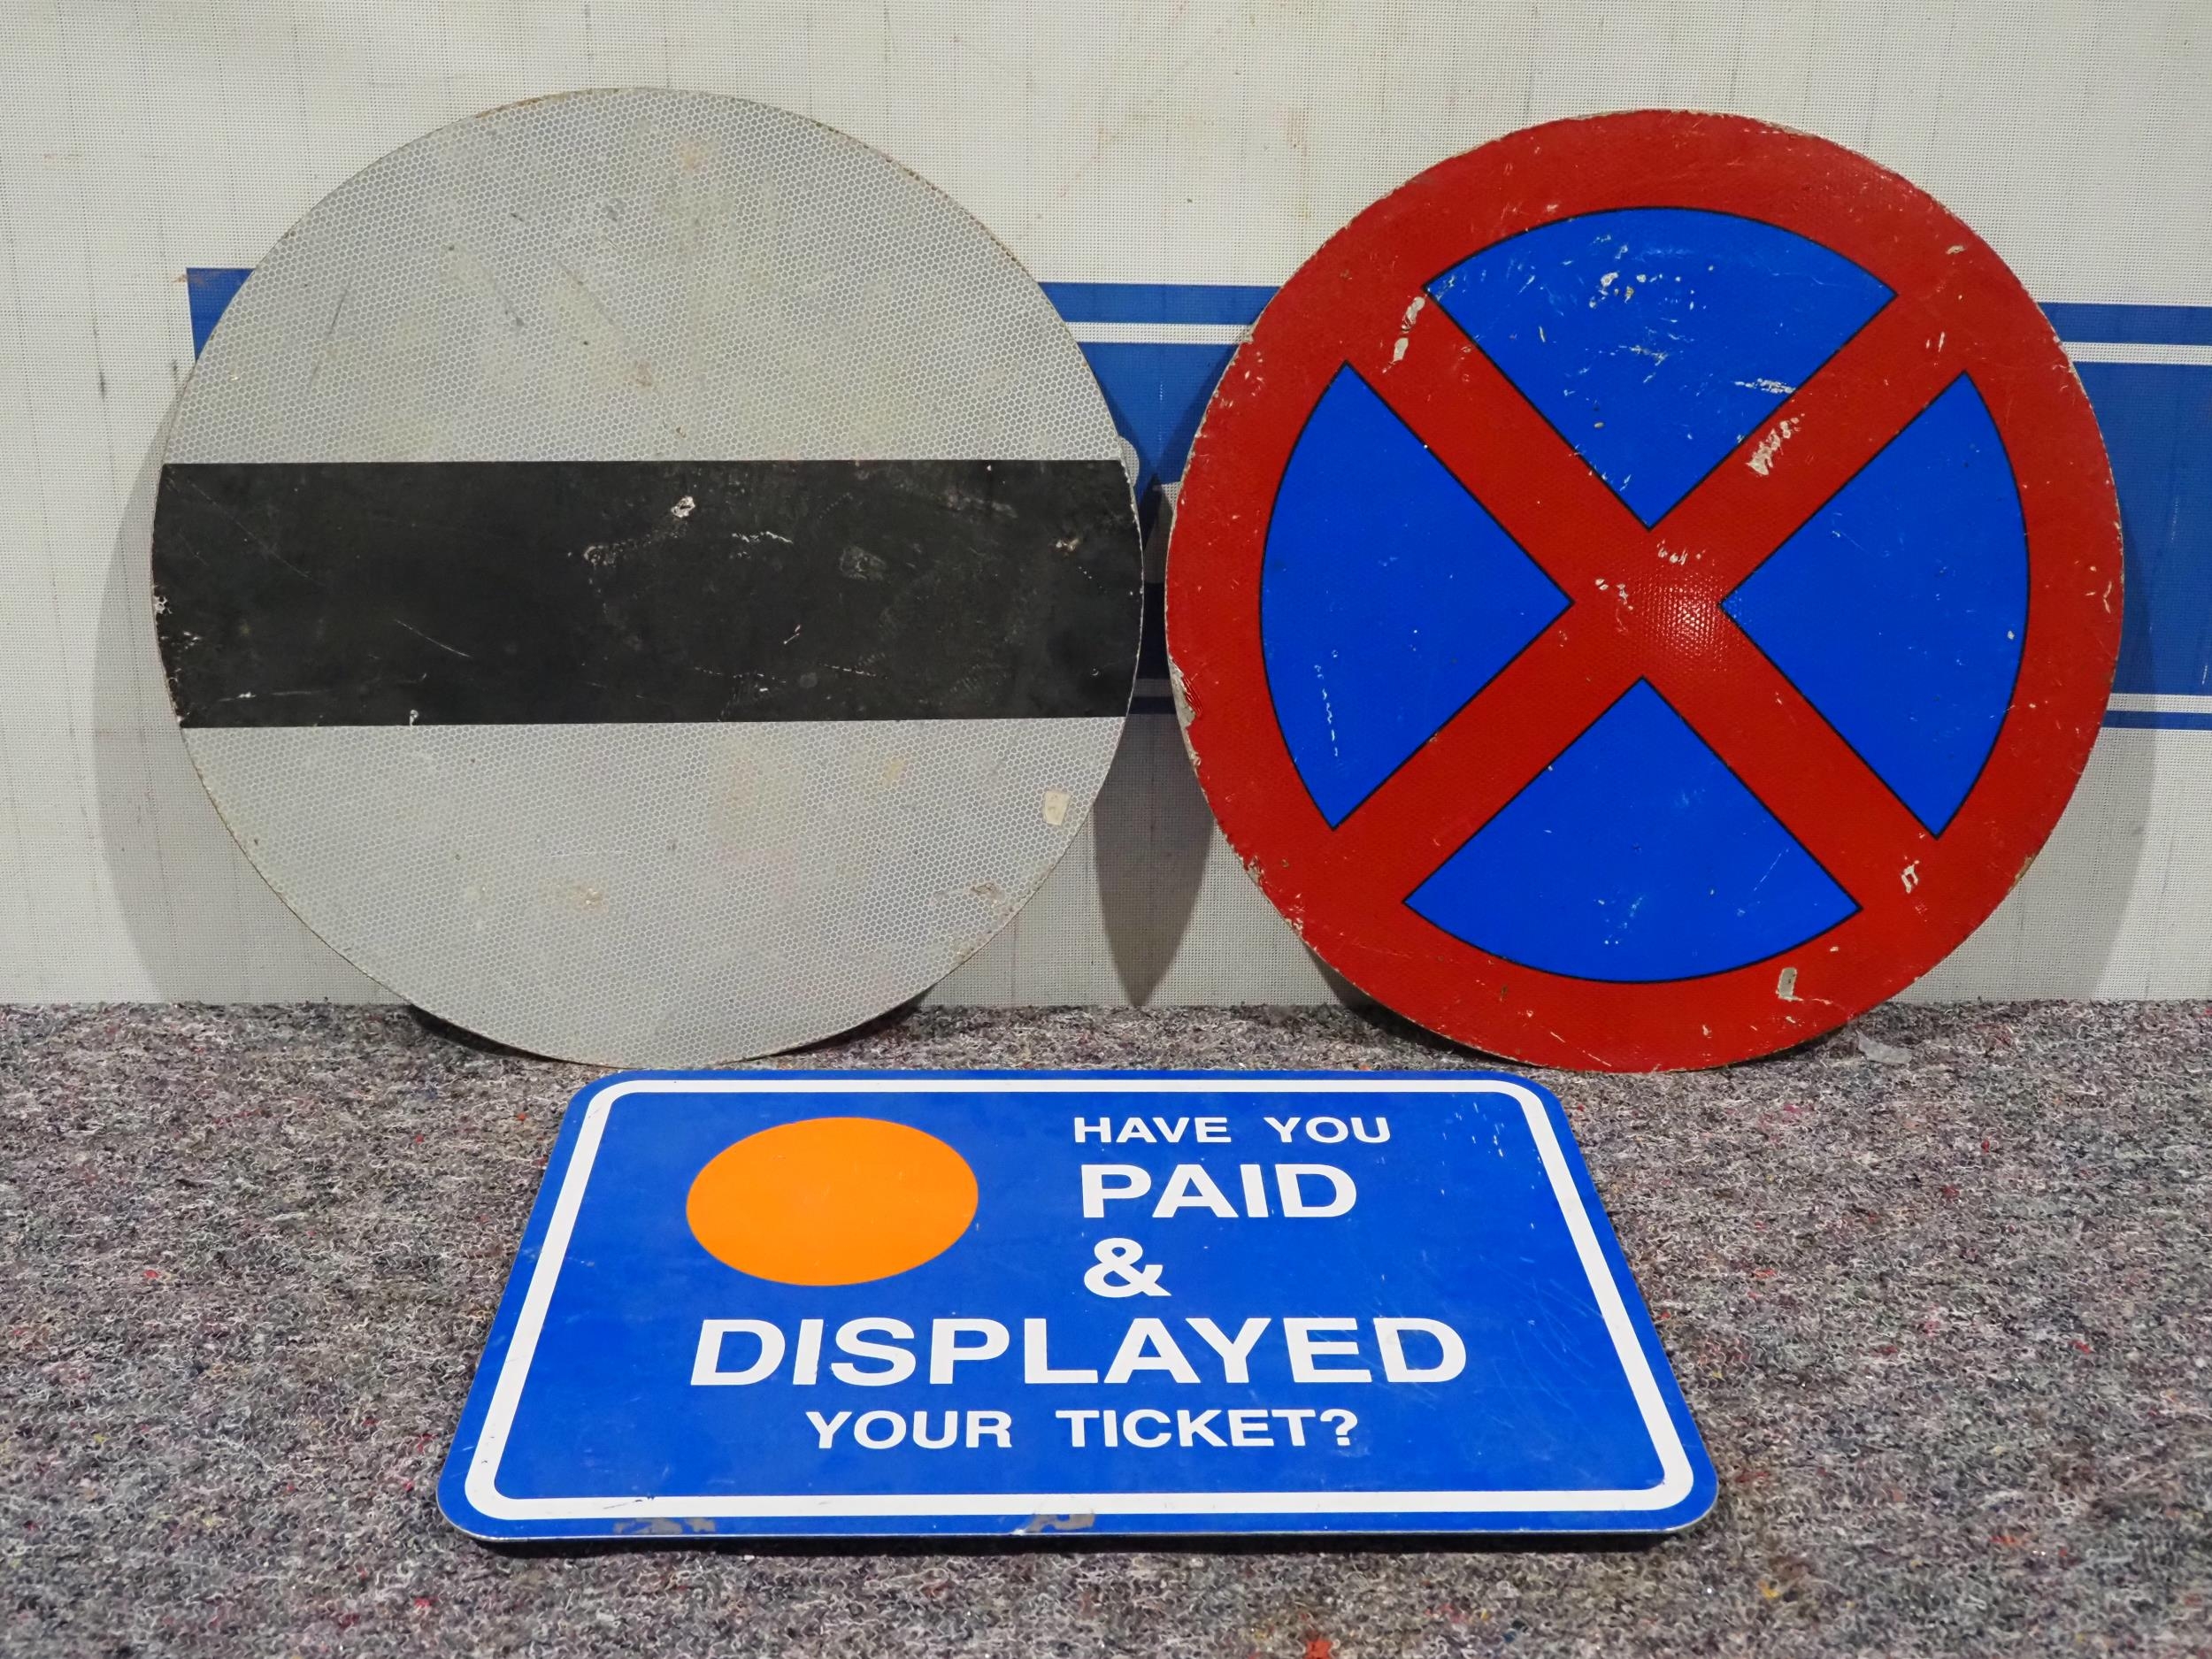 HAVE YOU
PAID
&
DISPLAYED
YOUR TICKET?